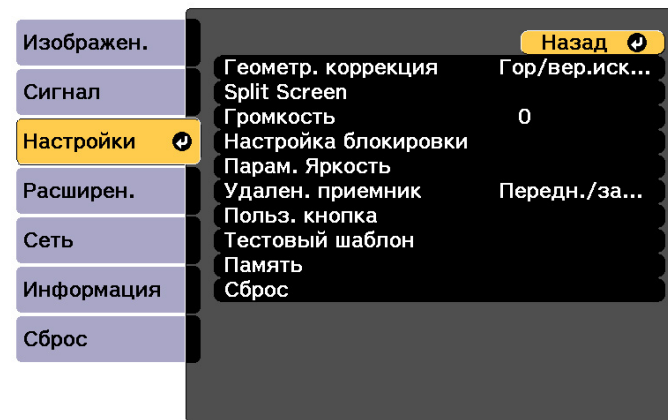 Изображен.
Сигнал
Настройки
Расширен.
Сеть
Информация
Сброс
Назад
Геометр. коррекция Гор/вер.иск...
Split Screen
Громкость 0
Настройка блокировки
Парам. Яркость
Удален. приемник Передн./за...
Польз. кнопка
Тестовый шаблон
Память
Сброс